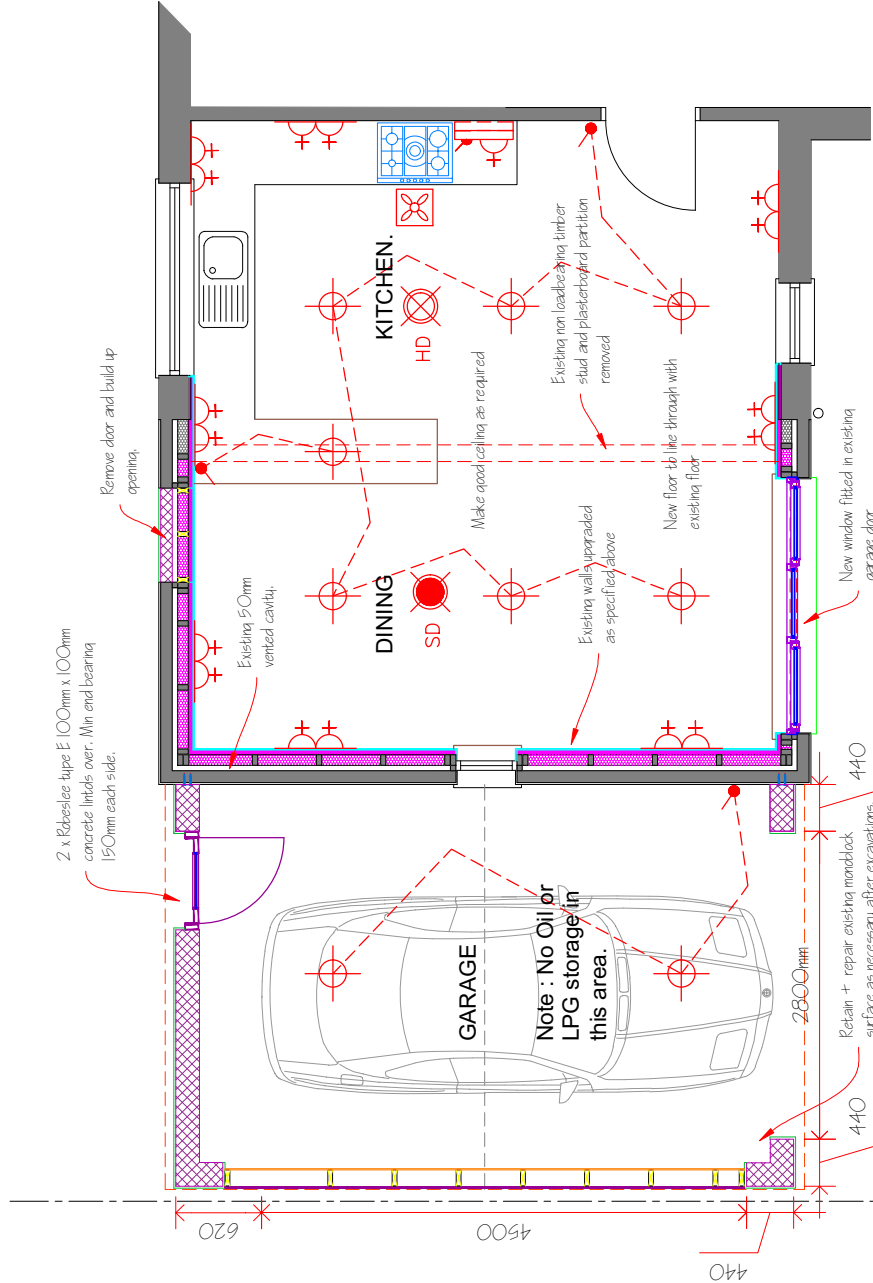 2 x Robeslee type E 100mm x 100mm
concrete lintols over. Min end bearing
150mm each side.
Remove door and build up
opening.
Existing 50mm
vented cavity.
KITCHEN.
HD
Make good ceiling as required
Existing non loadbearing timber
stud and plasterboard partition
removed
DINING
SD
New floor to line through with
existing floor
Existing walls upgraded
as specified above
New window fitted in existing
garage door
GARAGE
Note : No Oil or
LPG storage in
this area.
Retain + repair existing monoblock
surface as necessary after excavations.
440
2800mm
440
620
4500
440